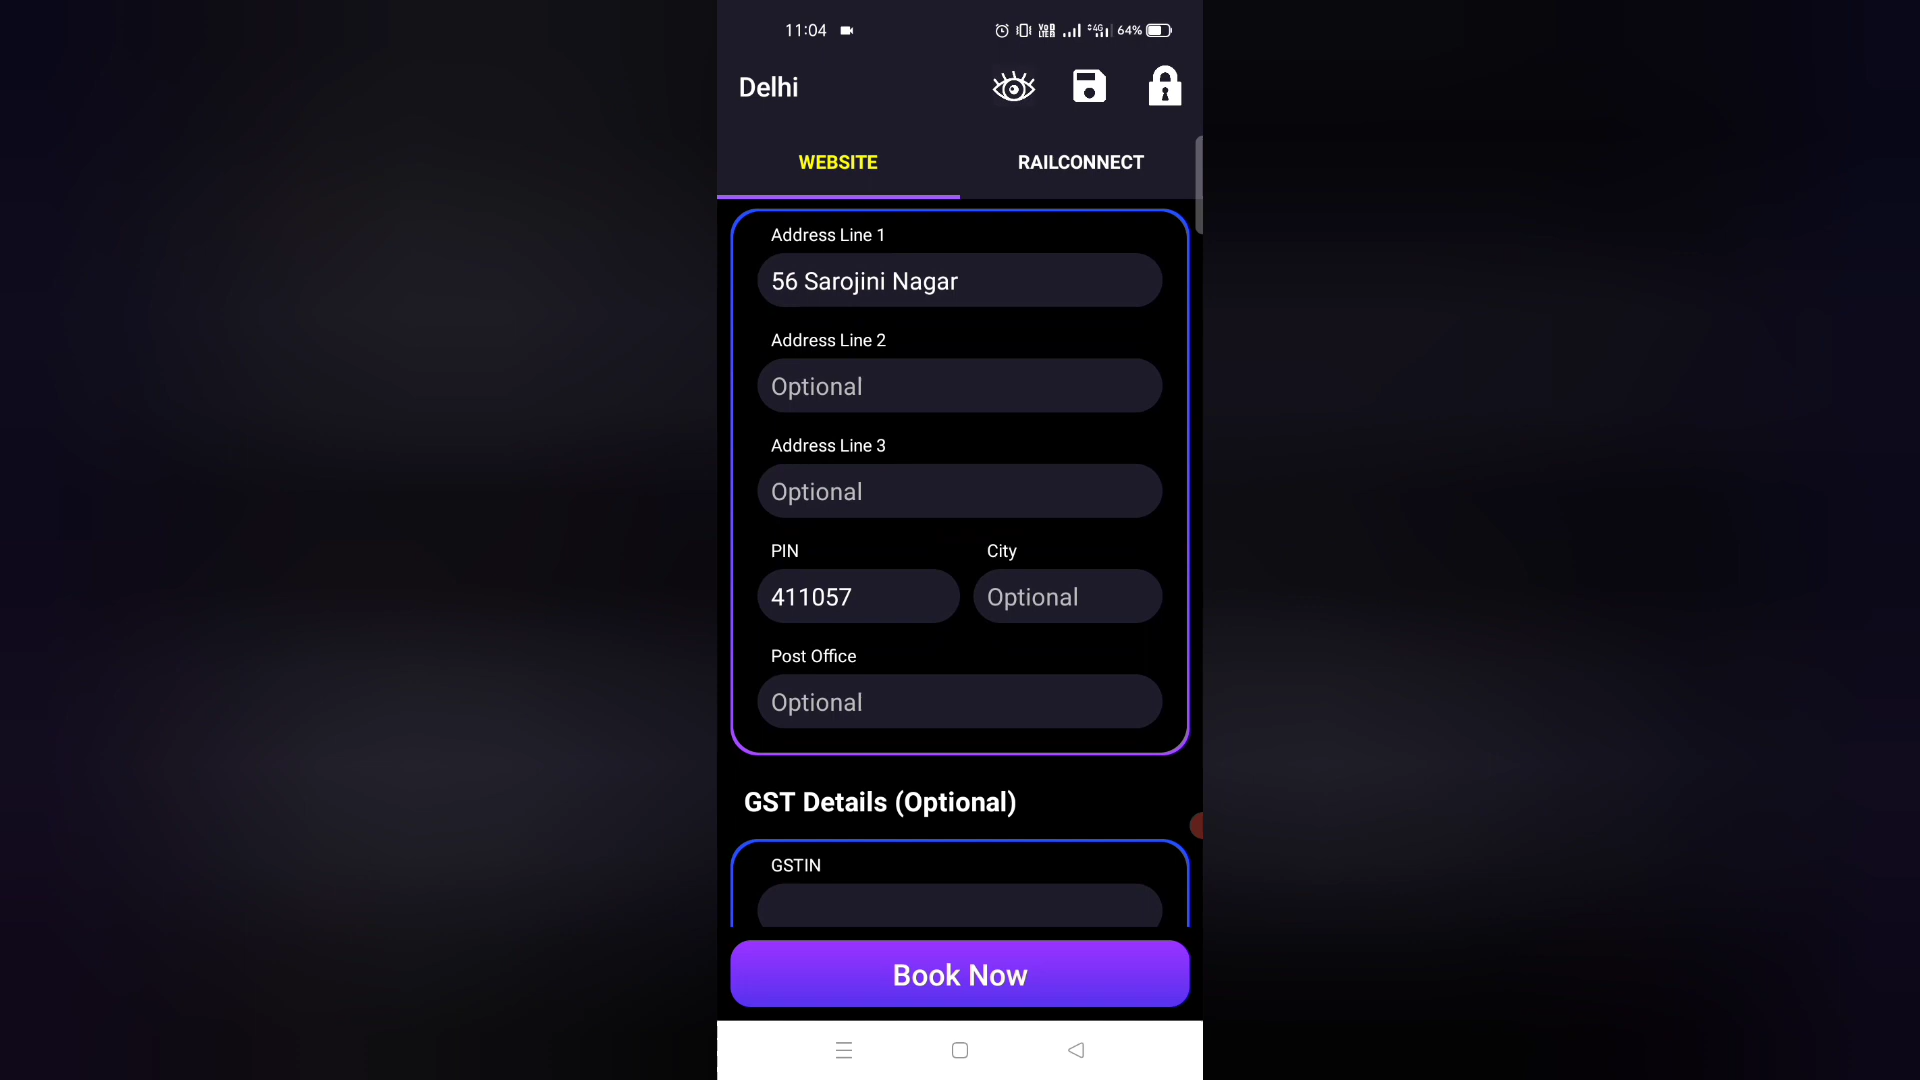 11:04 64%
Delhi
WEBSITE RAILCONNECT
Address Line 1
56 Sarojini Nagar
Address Line 2
Optional
Address Line 3
Optional
PIN City
411057 Optional
Post Office
Optional
GST Details (Optional)
GSTIN
Book Now